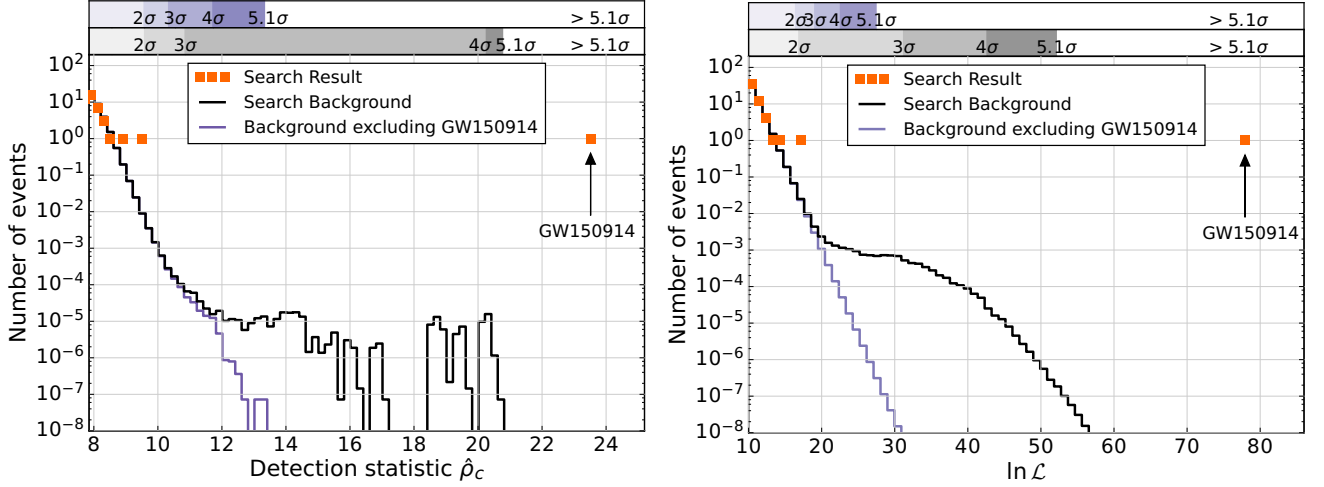 2σ 3σ 4σ 5.1σ > 5.1σ
2σ 3σ 4σ 5.1σ > 5.1σ
Search Result
Search Background
Background excluding GW150914
GW150914
Number of events
10² 10¹ 10⁰ 10⁻¹ 10⁻² 10⁻³ 10⁻⁴ 10⁻⁵ 10⁻⁶ 10⁻⁷ 10⁻⁸
8 10 12 14 16 18 20 22 24
Detection statistic ρ̂_c
2σ 3σ 4σ 5.1σ > 5.1σ
2σ 3σ 4σ 5.1σ > 5.1σ
Search Result
Search Background
Background excluding GW150914
GW150914
Number of events
10² 10¹ 10⁰ 10⁻¹ 10⁻² 10⁻³ 10⁻⁴ 10⁻⁵ 10⁻⁶ 10⁻⁷ 10⁻⁸
10 20 30 40 50 60 70 80
ln ℒ